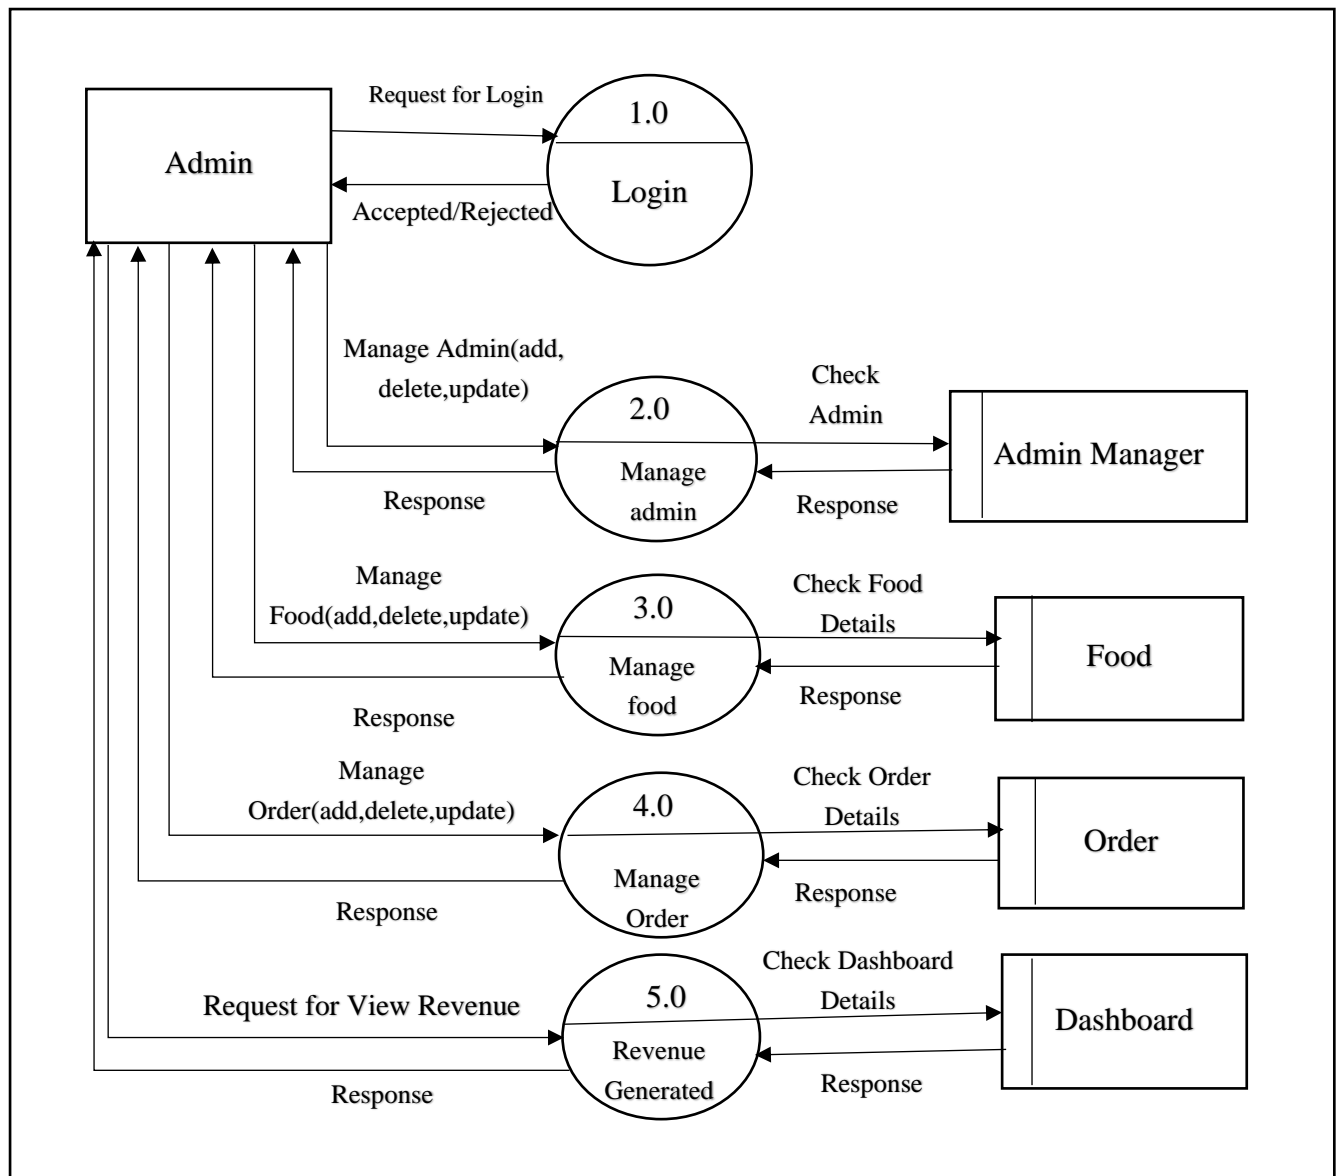 Request for Login
1.0
Admin
Login
Accepted/Rejected
Manage Admin(add,
delete,update)
2.0
Check
Admin
Admin Manager
Manage
admin
Response
Response
Manage
Food(add,delete,update)
3.0
Check Food
Details
Food
Manage
food
Response
Response
Manage
Order(add,delete,update)
4.0
Check Order
Details
Order
Manage
Order
Response
Response
Request for View Revenue
5.0
Check Dashboard
Details
Dashboard
Revenue
Generated
Response
Response